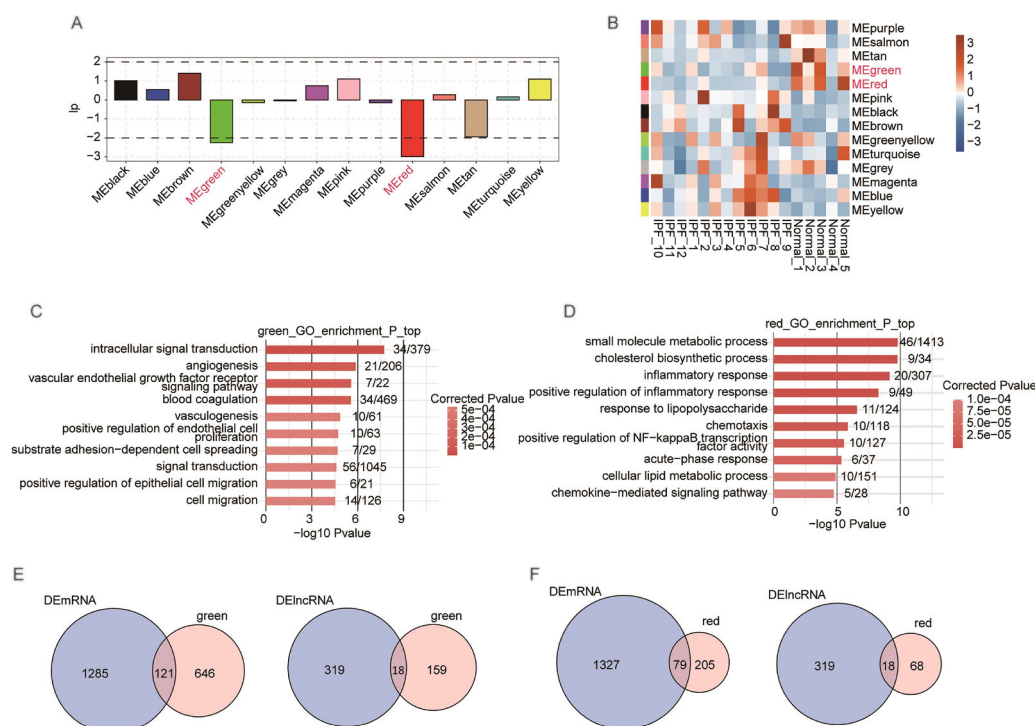 A
2
1
0
−1
−2
−3
lp
MEblack
MEblue
MEbrown
MEgreen
MEgreenyellow
MEgrey
MEmagenta
MEpink
MEpurple
MEred
MEsalmon
MEtan
MEturquoise
MEyellow
B
MEpurple
MEsalmon
MEtan
MEgreen
MEred
MEpink
MEblack
MEbrown
MEgreenyellow
MEturquoise
MEgrey
MEmagenta
MEblue
MEyellow
IPF_10
IPF_11
IPF_12
IPF_1
IPF_2
IPF_3
IPF_4
IPF_5
IPF_6
IPF_7
IPF_8
IPF_9
Normal_1
Normal_2
Normal_3
Normal_4
Normal_5
3
2
1
0
−1
−2
−3
C
green_GO_enrichment_P_top
intracellular signal transduction 34/379
angiogenesis 21/206
vascular endothelial growth factor receptor
signaling pathway 7/22
blood coagulation 34/469
vasculogenesis 10/61
positive regulation of endothelial cell
proliferation 10/63
substrate adhesion-dependent cell spreading 7/29
signal transduction 56/1045
positive regulation of epithelial cell migration 6/21
cell migration 14/126
0 3 6 9
−log10 Pvalue
Corrected Pvalue
5e−04
4e−04
3e−04
2e−04
1e−04
D
red_GO_enrichment_P_top
small molecule metabolic process 46/1413
cholesterol biosynthetic process 9/34
inflammatory response 20/307
positive regulation of inflammatory response 9/49
response to lipopolysaccharide 11/124
chemotaxis 10/118
positive regulation of NF-kappaB transcription
factor activity 10/127
acute-phase response 6/37
cellular lipid metabolic process 10/151
chemokine-mediated signaling pathway 5/28
0 5 10
−log10 Pvalue
Corrected Pvalue
1.0e−04
7.5e−05
5.0e−05
2.5e−05
E
DEmRNA
green
1285 121 646
DElncRNA
green
319 18 159
F
DEmRNA
red
1327 79 205
DElncRNA
red
319 18 68